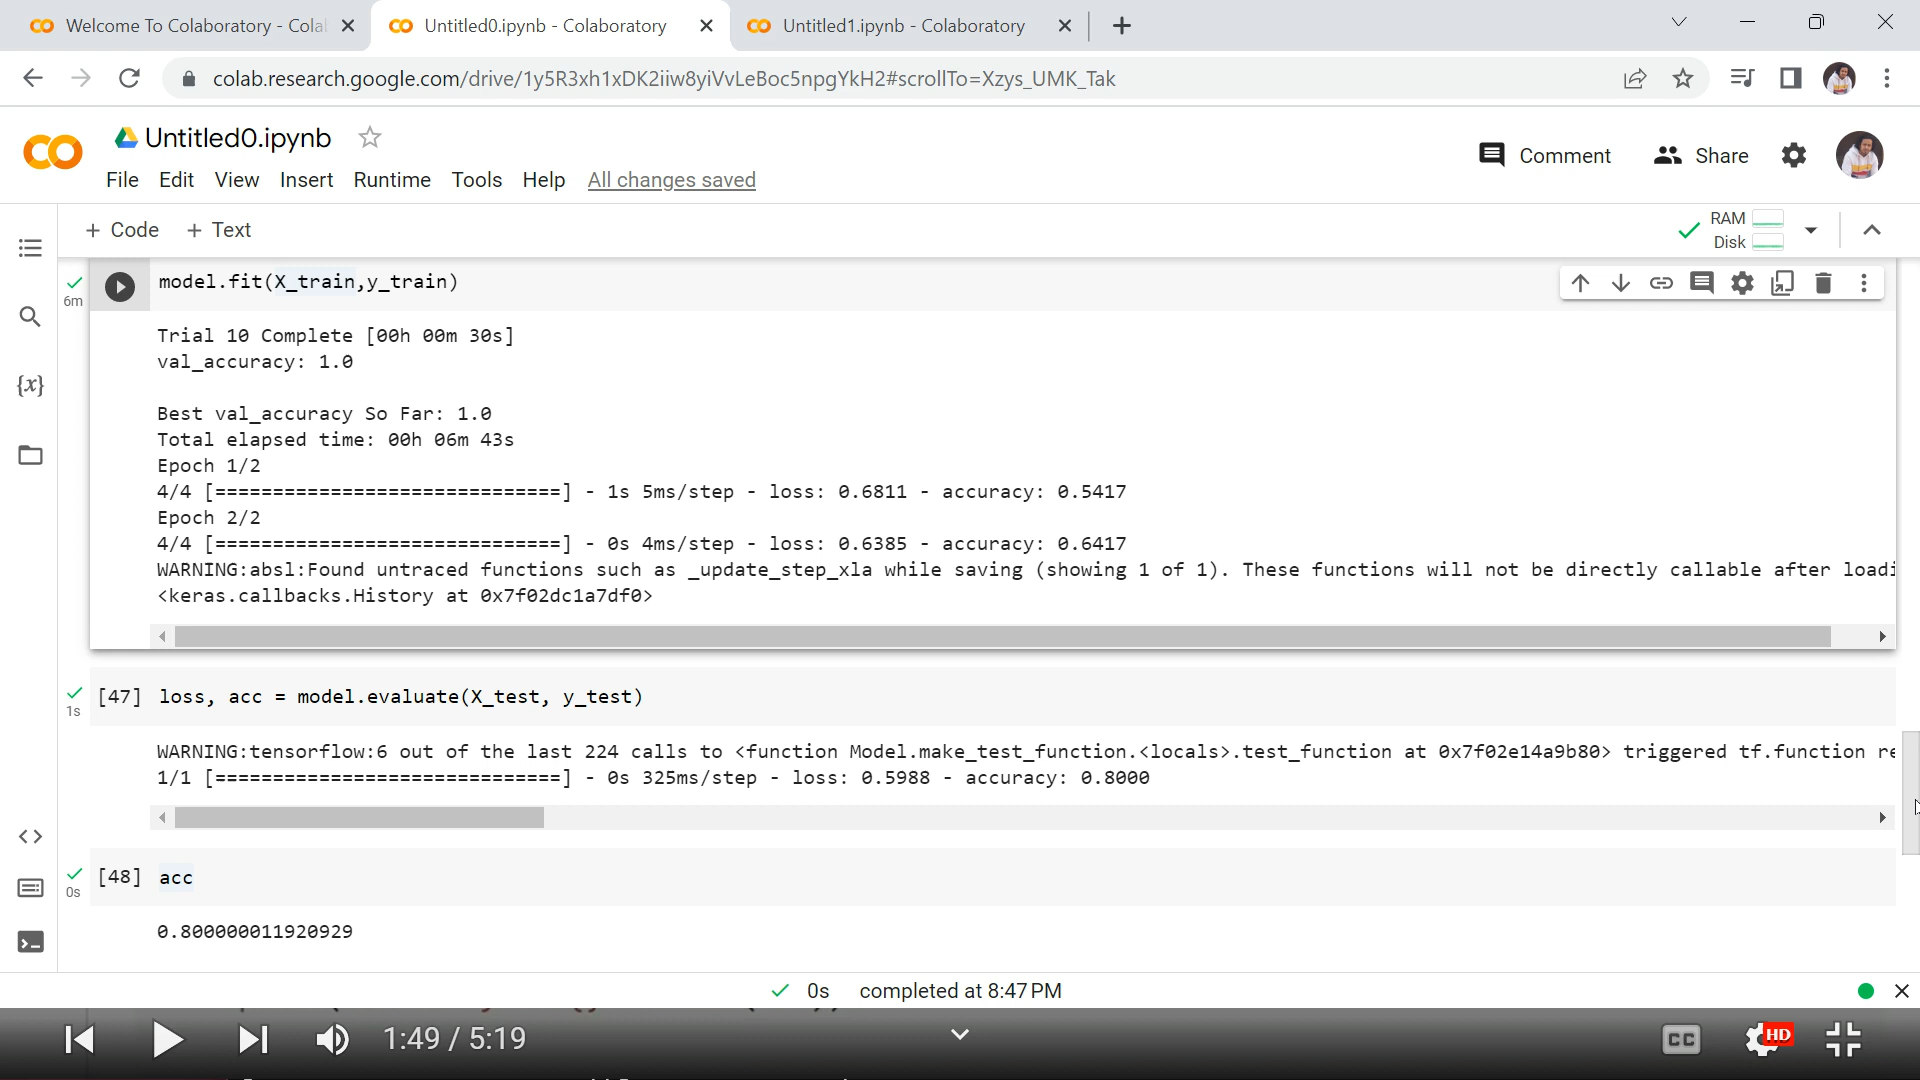 Welcome To Colaboratory - Cola
Untitled0.ipynb - Colaboratory
Untitled1.ipynb - Colaboratory
colab.research.google.com/drive/1y5R3xh1xDK2iiw8yiVvLeBoc5npgYkH2#scrollTo=Xzys_UMK_Tak
Untitled0.ipynb
Comment
Share
File Edit View Insert Runtime Tools Help All changes saved
+ Code + Text
RAM
Disk
6m
model.fit(X_train,y_train)
Trial 10 Complete [00h 00m 30s]
val_accuracy: 1.0
Best val_accuracy So Far: 1.0
Total elapsed time: 00h 06m 43s
Epoch 1/2
4/4 [==============================] - 1s 5ms/step - loss: 0.6811 - accuracy: 0.5417
Epoch 2/2
4/4 [==============================] - 0s 4ms/step - loss: 0.6385 - accuracy: 0.6417
WARNING:absl:Found untraced functions such as _update_step_xla while saving (showing 1 of 1). These functions will not be directly callable after loadi
<keras.callbacks.History at 0x7f02dc1a7df0>
1s
[47] loss, acc = model.evaluate(X_test, y_test)
WARNING:tensorflow:6 out of the last 224 calls to <function Model.make_test_function.<locals>.test_function at 0x7f02e14a9b80> triggered tf.function re
1/1 [==============================] - 0s 325ms/step - loss: 0.5988 - accuracy: 0.8000
0s
[48] acc
0.800000011920929
0s completed at 8:47 PM
1:49 / 5:19
CC
HD